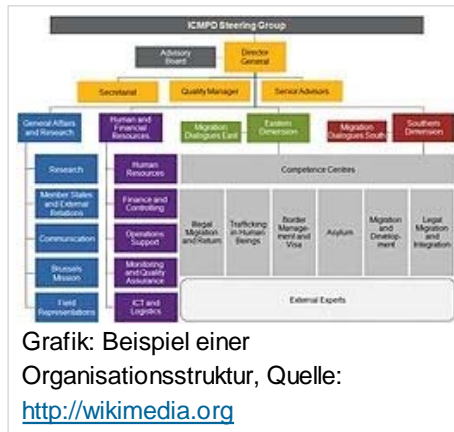 ICMPD Steering Group
Advisory
Board
Director
General
Secretariat
Quality Manager
Senior Advisors
General Affairs
and Research
Human and
Financial
Resources
Migration
Dialogues East
Eastern
Dimension
Migration
Dialogues South
Southern
Dimension
Research
Member States
and External
Relations
Communication
Brussels
Mission
Field
Representations
Human
Resources
Finance and
Controlling
Operations
Support
Monitoring
and Quality
Assurance
ICT and
Logistics
Competence Centres
Illegal
Migration
and Return
Trafficking
in Human
Beings
Border
Manage-
ment and
Visa
Asylum
Migration
and
Develop-
ment
Legal
Migration
and
Integration
External Experts
Grafik: Beispiel einer
Organisationsstruktur, Quelle:
http://wikimedia.org